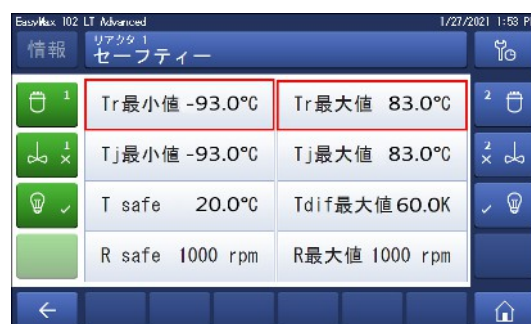 EasyMax 102 LT Advanced 1/27/2021 1:53 P
情報
リアクタ 1
セーフティー
1 Tr最小値 -93.0°C Tr最大値 83.0°C 2
1 Tj最小値 -93.0°C Tj最大値 83.0°C 2
T safe 20.0°C Tdif最大値 60.0K
R safe 1000 rpm R最大値 1000 rpm